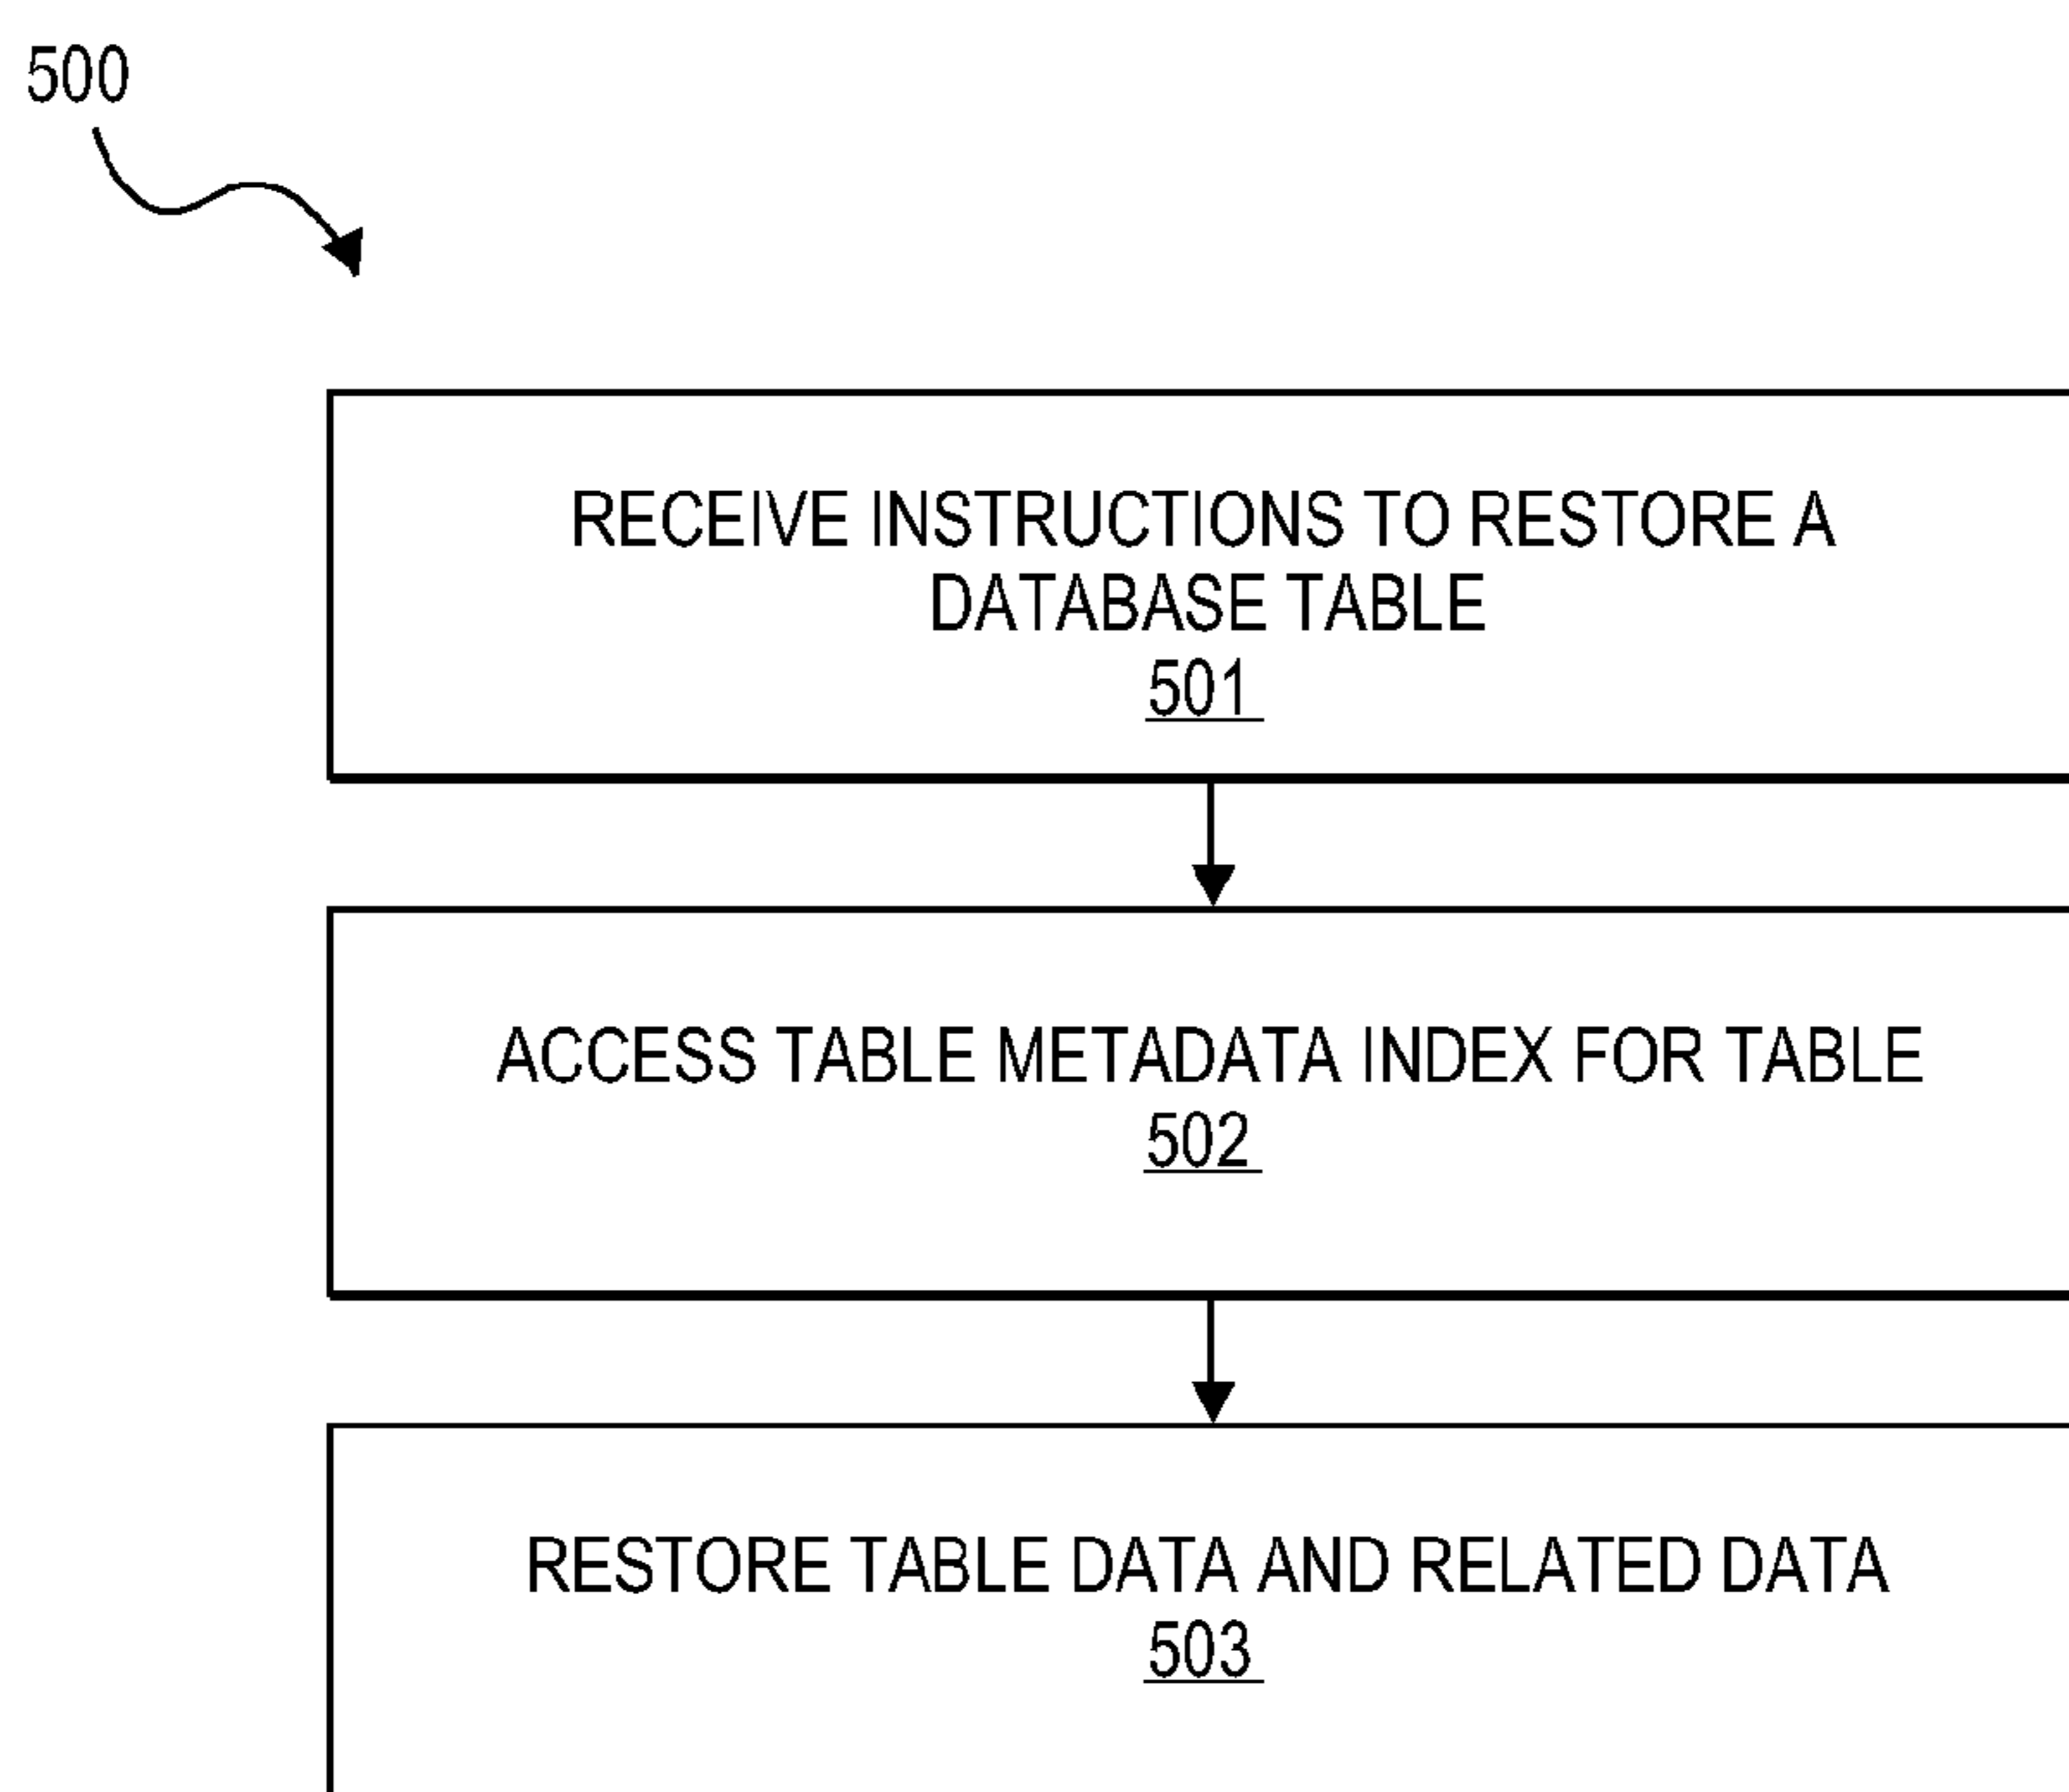 500
RECEIVE INSTRUCTIONS TO RESTORE A
DATABASE TABLE
501
ACCESS TABLE METADATA INDEX FOR TABLE
502
RESTORE TABLE DATA AND RELATED DATA
503